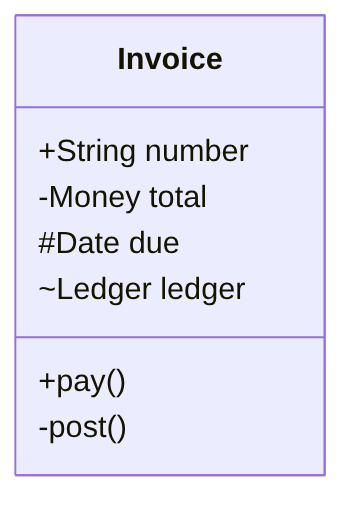 Invoice
+String number
-Money total
#Date due
~Ledger ledger
+pay()
-post()